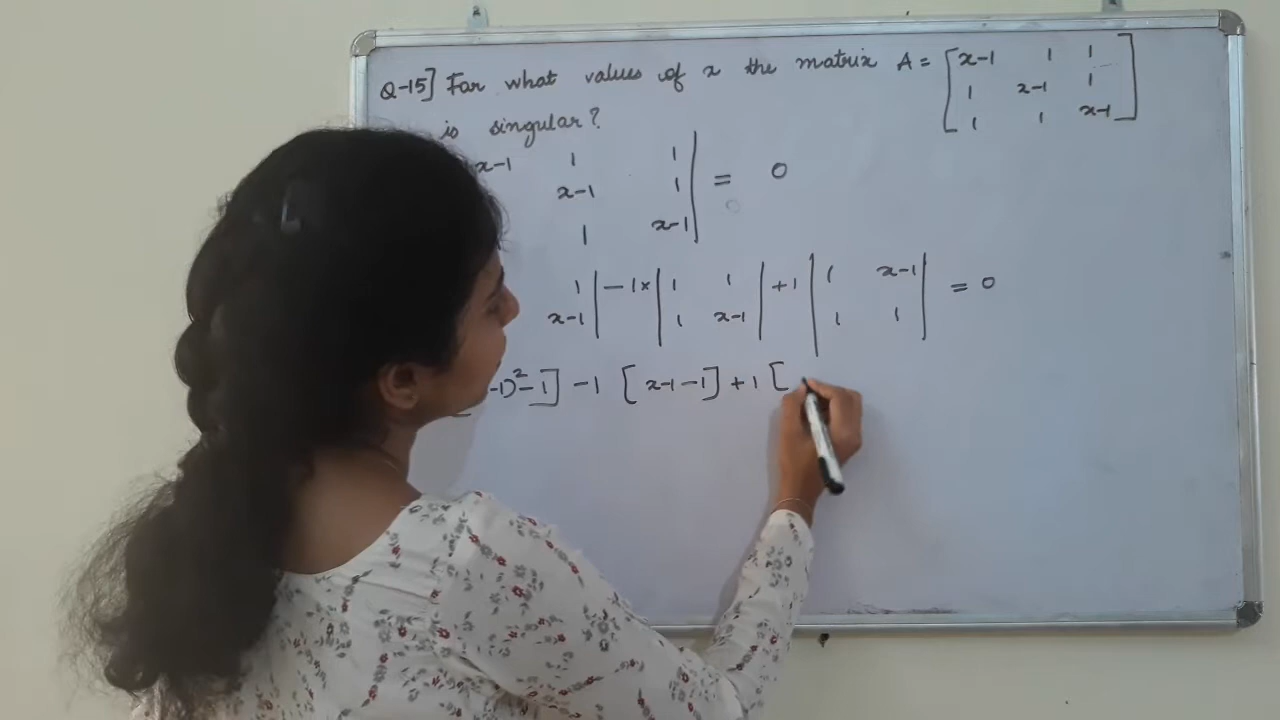 Q-15] For what values of x the matrix A = [x-1 1 1
1 x-1 1
1 1 x-1]
is singular?
x-1 1 1
x-1 1 | = 0
1 x-1
1 | -1× | 1 1 | +1 | 1 x-1 | = 0
x-1 | | 1 x-1 | | 1 1 |
-1)²-1] -1 [x-1-1] +1 [